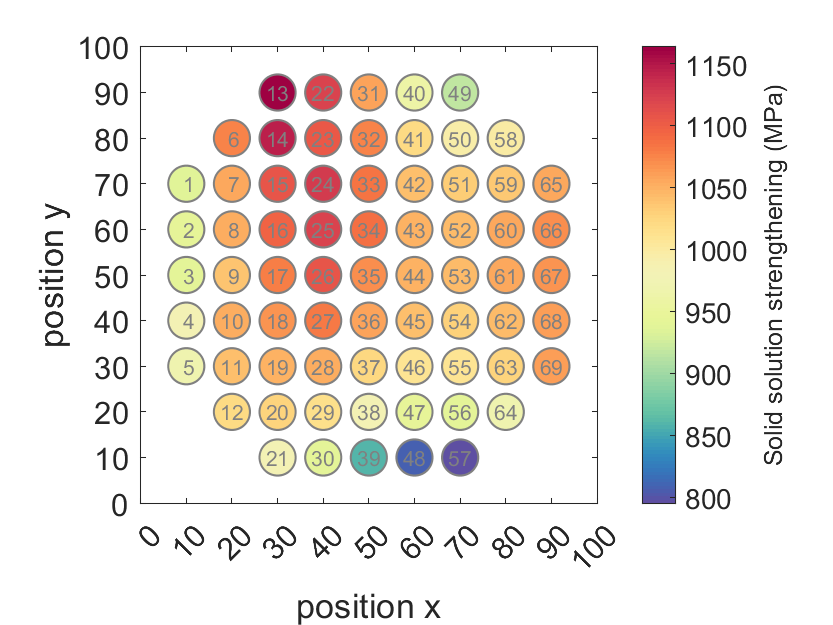 100
90
80
70
60
50
40
30
20
10
0
position y
13 22 31 40 49
6 14 23 32 41 50 58
1 7 15 24 33 42 51 59 65
2 8 16 25 34 43 52 60 66
3 9 17 26 35 44 53 61 67
4 10 18 27 36 45 54 62 68
5 11 19 28 37 46 55 63 69
12 20 29 38 47 56 64
21 30 39 48 57
0 10 20 30 40 50 60 70 80 90 100
position x
1150
1100
1050
1000
950
900
850
800
Solid solution strengthening (MPa)